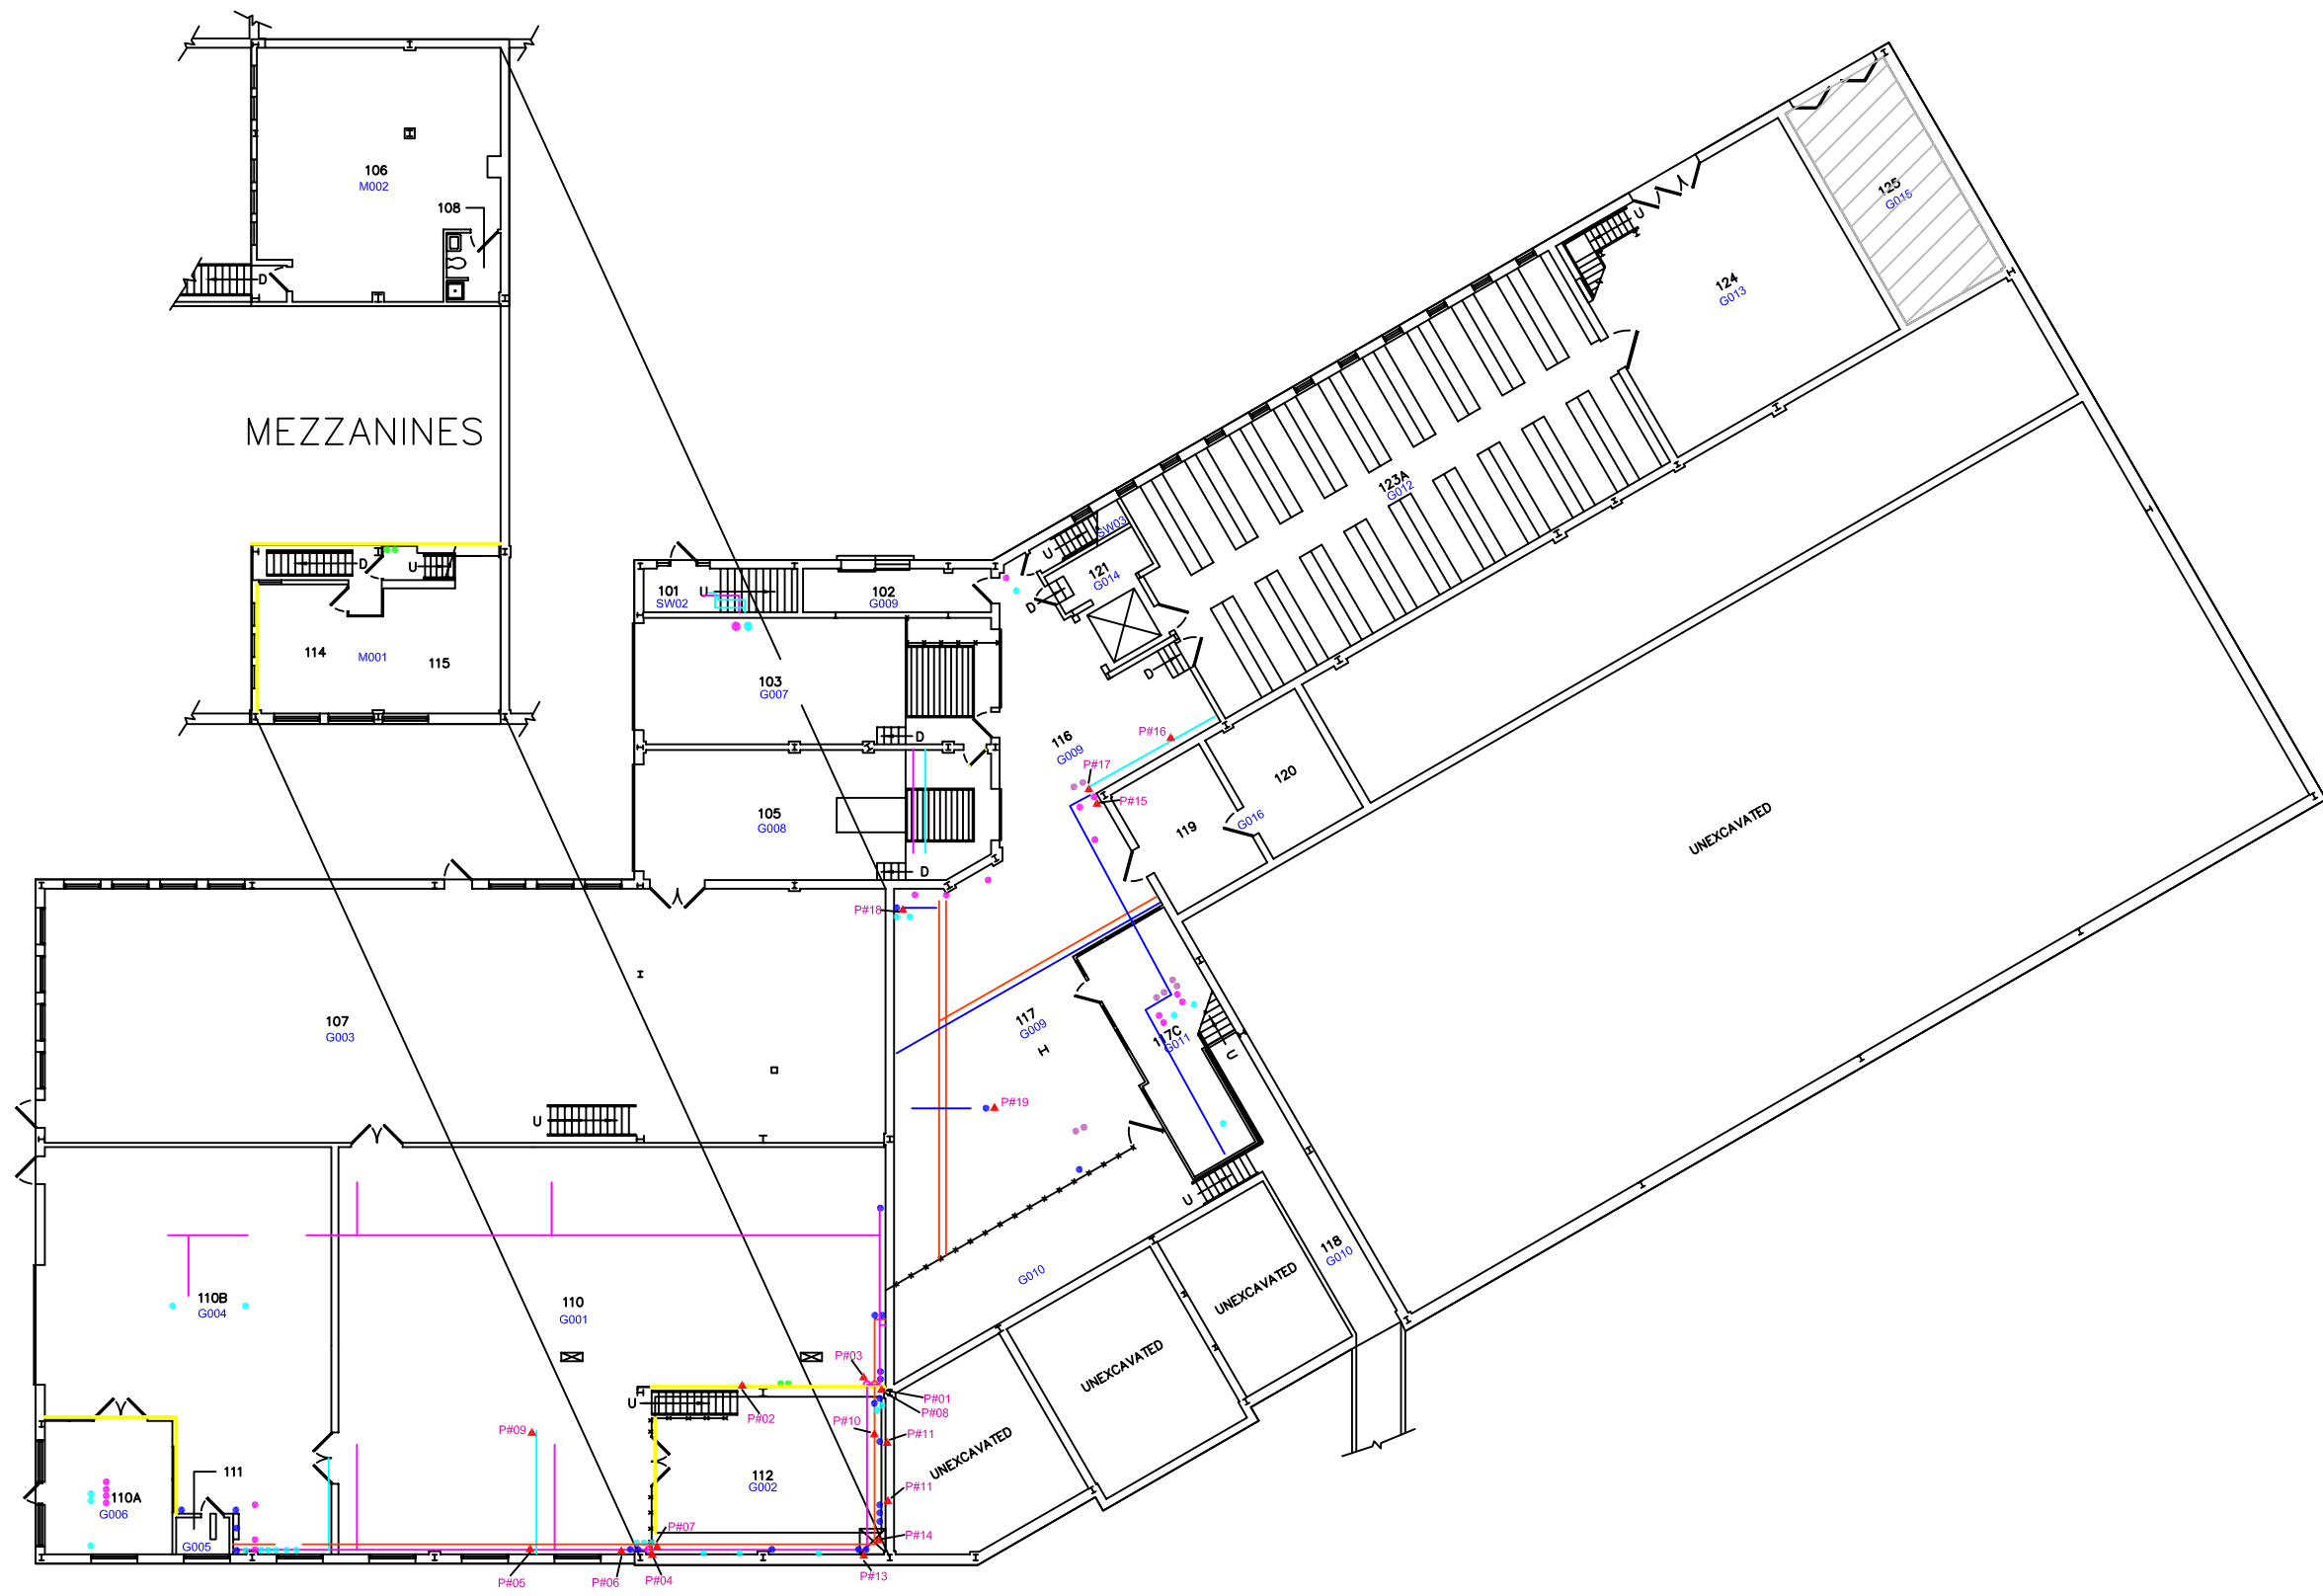 106
M002
108
D
125
G015
U
124
G013
MEZZANINES
123A
G012
SW03
U
D
U
121
G014
101
SW02
U
102
G009
D
114
M001
115
103
G007
D
D
116
G009
P#16
P#17
P#15
120
119
G016
105
G008
D
UNEXCAVATED
P#18
107
G003
117
G009
117C
G011
U
P#19
U
U
118
G010
G010
110B
G004
110
G001
UNEXCAVATED
UNEXCAVATED
UNEXCAVATED
P#03
P#01
P#08
U
P#02
P#10
P#11
P#09
111
112
G002
110A
G006
P#11
G005
P#07
P#14
P#05
P#06
P#04
P#13